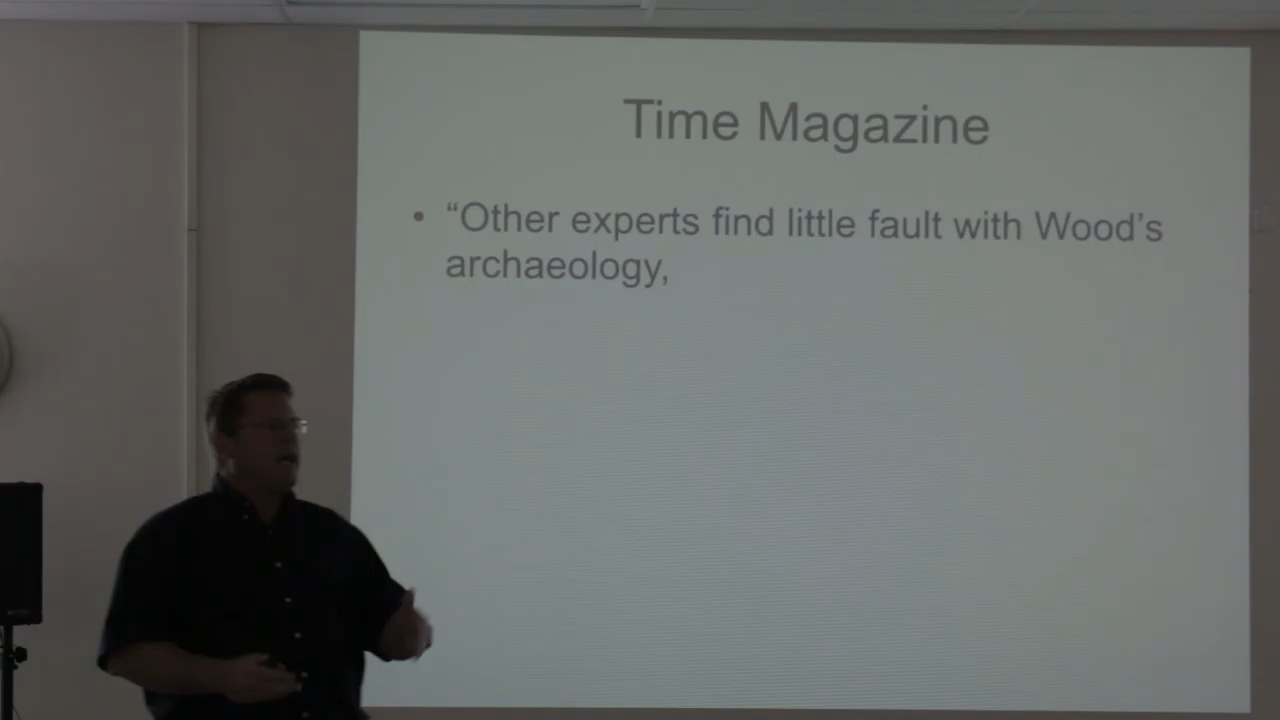 Time Magazine
• “Other experts find little fault with Wood’s
archaeology,